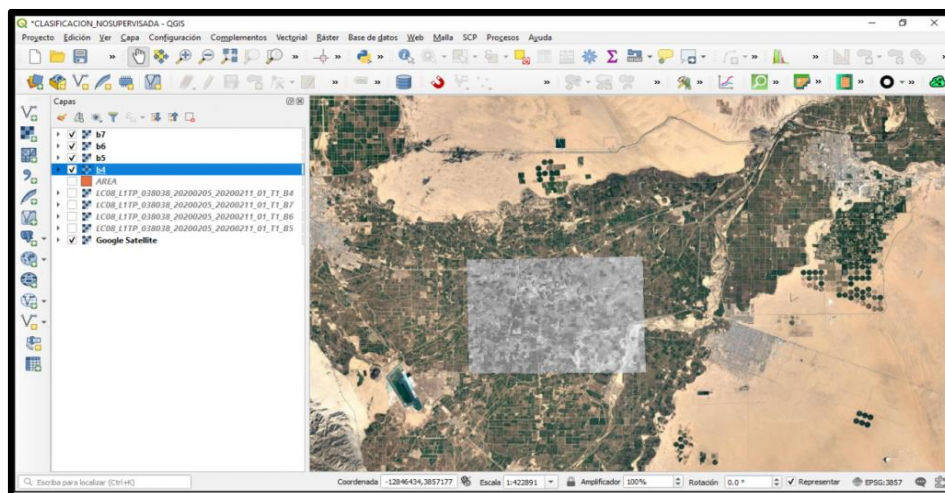 *CLASIFICACION_NOSUPERVISADA - QGIS
Proyecto Edición Ver Capa Configuración Complementos Vectorial Ráster Base de datos Web Malla SCP Procesos Ayuda
Capas
b7
b6
b5
b4
AREA
LC08_L1TP_038038_20200205_20200211_01_T1_B4
LC08_L1TP_038038_20200205_20200211_01_T1_B7
LC08_L1TP_038038_20200205_20200211_01_T1_B6
LC08_L1TP_038038_20200205_20200211_01_T1_B5
Google Satellite
Escriba para localizar (Ctrl+K) Coordenada -12846434,3857177 Escala 1:422891 Amplificador 100% Rotación 0.0 ° Representar EPSG:3857